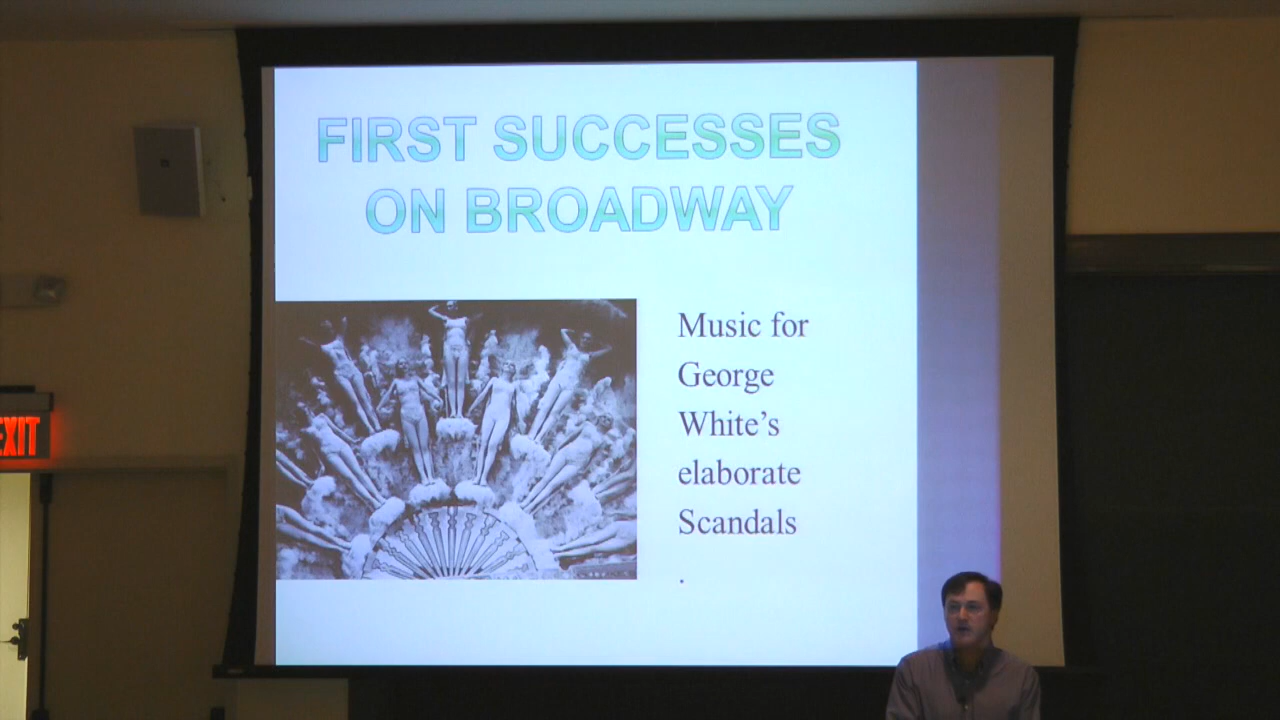 FIRST SUCCESSES
ON BROADWAY
Music for
George
White's
elaborate
Scandals
.
EXIT